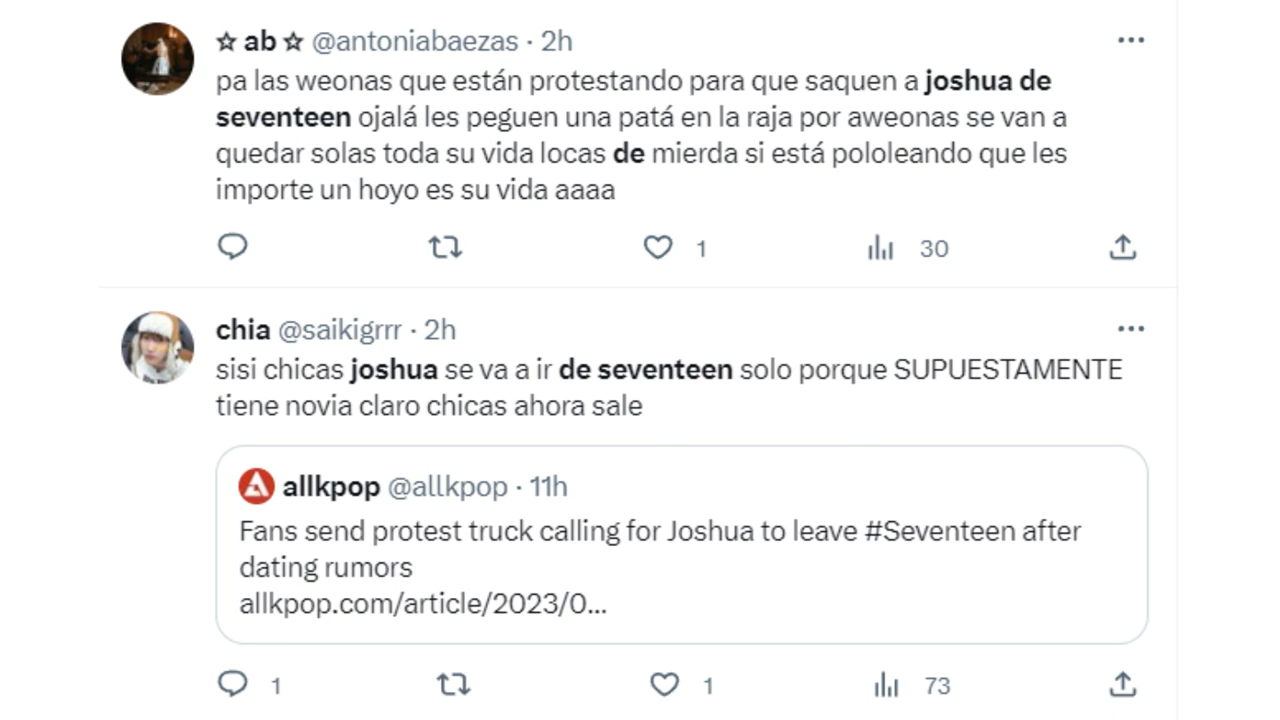 ☆ ab ☆ @antoniabaezas · 2h
pa las weonas que están protestando para que saquen a joshua de
seventeen ojalá les peguen una patá en la raja por aweonas se van a
quedar solas toda su vida locas de mierda si está pololeando que les
importe un hoyo es su vida aaaa
1 30
chia @saikigrrr · 2h
sisi chicas joshua se va a ir de seventeen solo porque SUPUESTAMENTE
tiene novia claro chicas ahora sale
allkpop @allkpop · 11h
Fans send protest truck calling for Joshua to leave #Seventeen after
dating rumors
allkpop.com/article/2023/0...
1 1 73